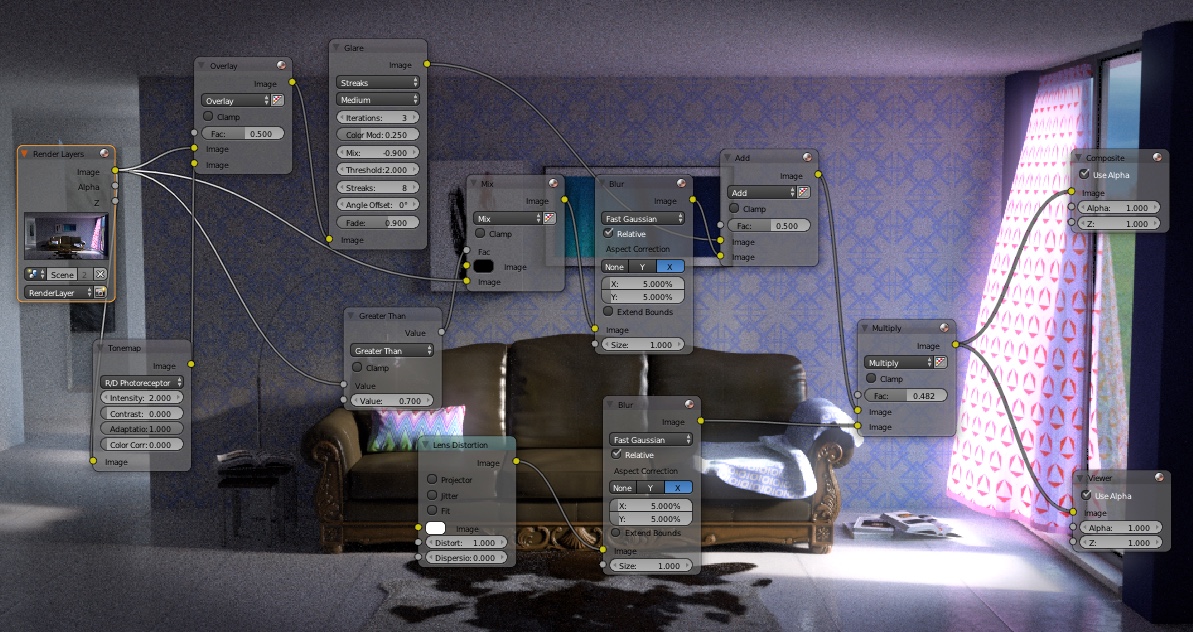 Render Layers
Image
Alpha
Z
Scene 2
RenderLayer
Tonemap
R/D Photoreceptor
Intensity: 2.000
Contrast: 0.000
Adaptatio: 1.000
Color Corr: 0.000
Image
Overlay
Image
Overlay
Clamp
Fac: 0.500
Image
Image
Glare
Image
Streaks
Medium
Iterations: 3
Color Mod: 0.250
Mix: -0.900
Threshold: 2.000
Streaks: 8
Angle Offset: 0°
Fade: 0.900
Image
Greater Than
Value
Greater Than
Clamp
Value
Value: 0.700
Mix
Image
Mix
Clamp
Fac
Image
Image
Blur
Image
Fast Gaussian
Relative
Aspect Correction
None Y X
X: 5.000%
Y: 5.000%
Extend Bounds
Image
Size: 1.000
Lens Distortion
Image
Projector
Jitter
Fit
Image
Distort: 1.000
Dispersio: 0.000
Blur
Image
Fast Gaussian
Relative
Aspect Correction
None Y X
X: 5.000%
Y: 5.000%
Extend Bounds
Image
Size: 1.000
Add
Image
Add
Clamp
Fac: 0.500
Image
Image
Multiply
Image
Multiply
Clamp
Fac: 0.482
Image
Image
Composite
Use Alpha
Image
Alpha: 1.000
Z: 1.000
Viewer
Use Alpha
Image
Alpha: 1.000
Z: 1.000